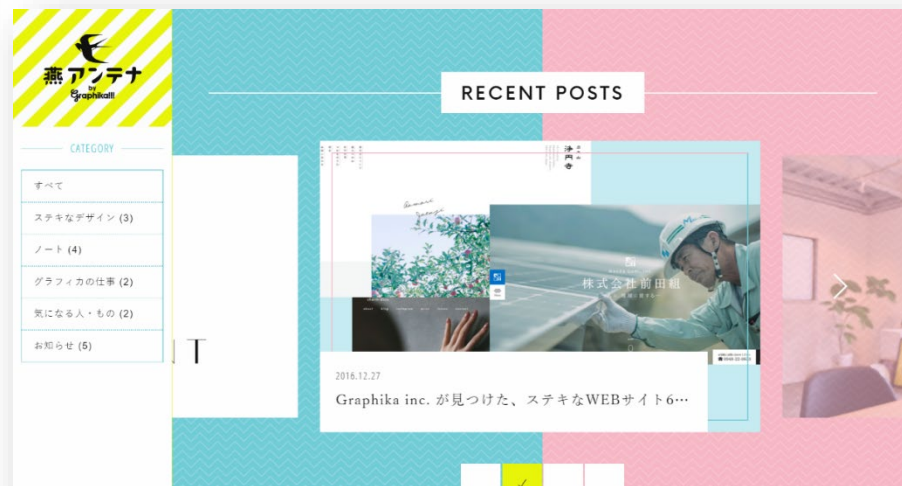 燕アンテナ
by
Graphika!!!
CATEGORY
すべて
ステキなデザイン (3)
ノート (4)
グラフィカの仕事 (2)
気になる人・もの (2)
お知らせ (5)
RECENT POSTS
株式会社前田組
2016.12.27
Graphika inc. が見つけた、ステキなWEBサイト6…
NT